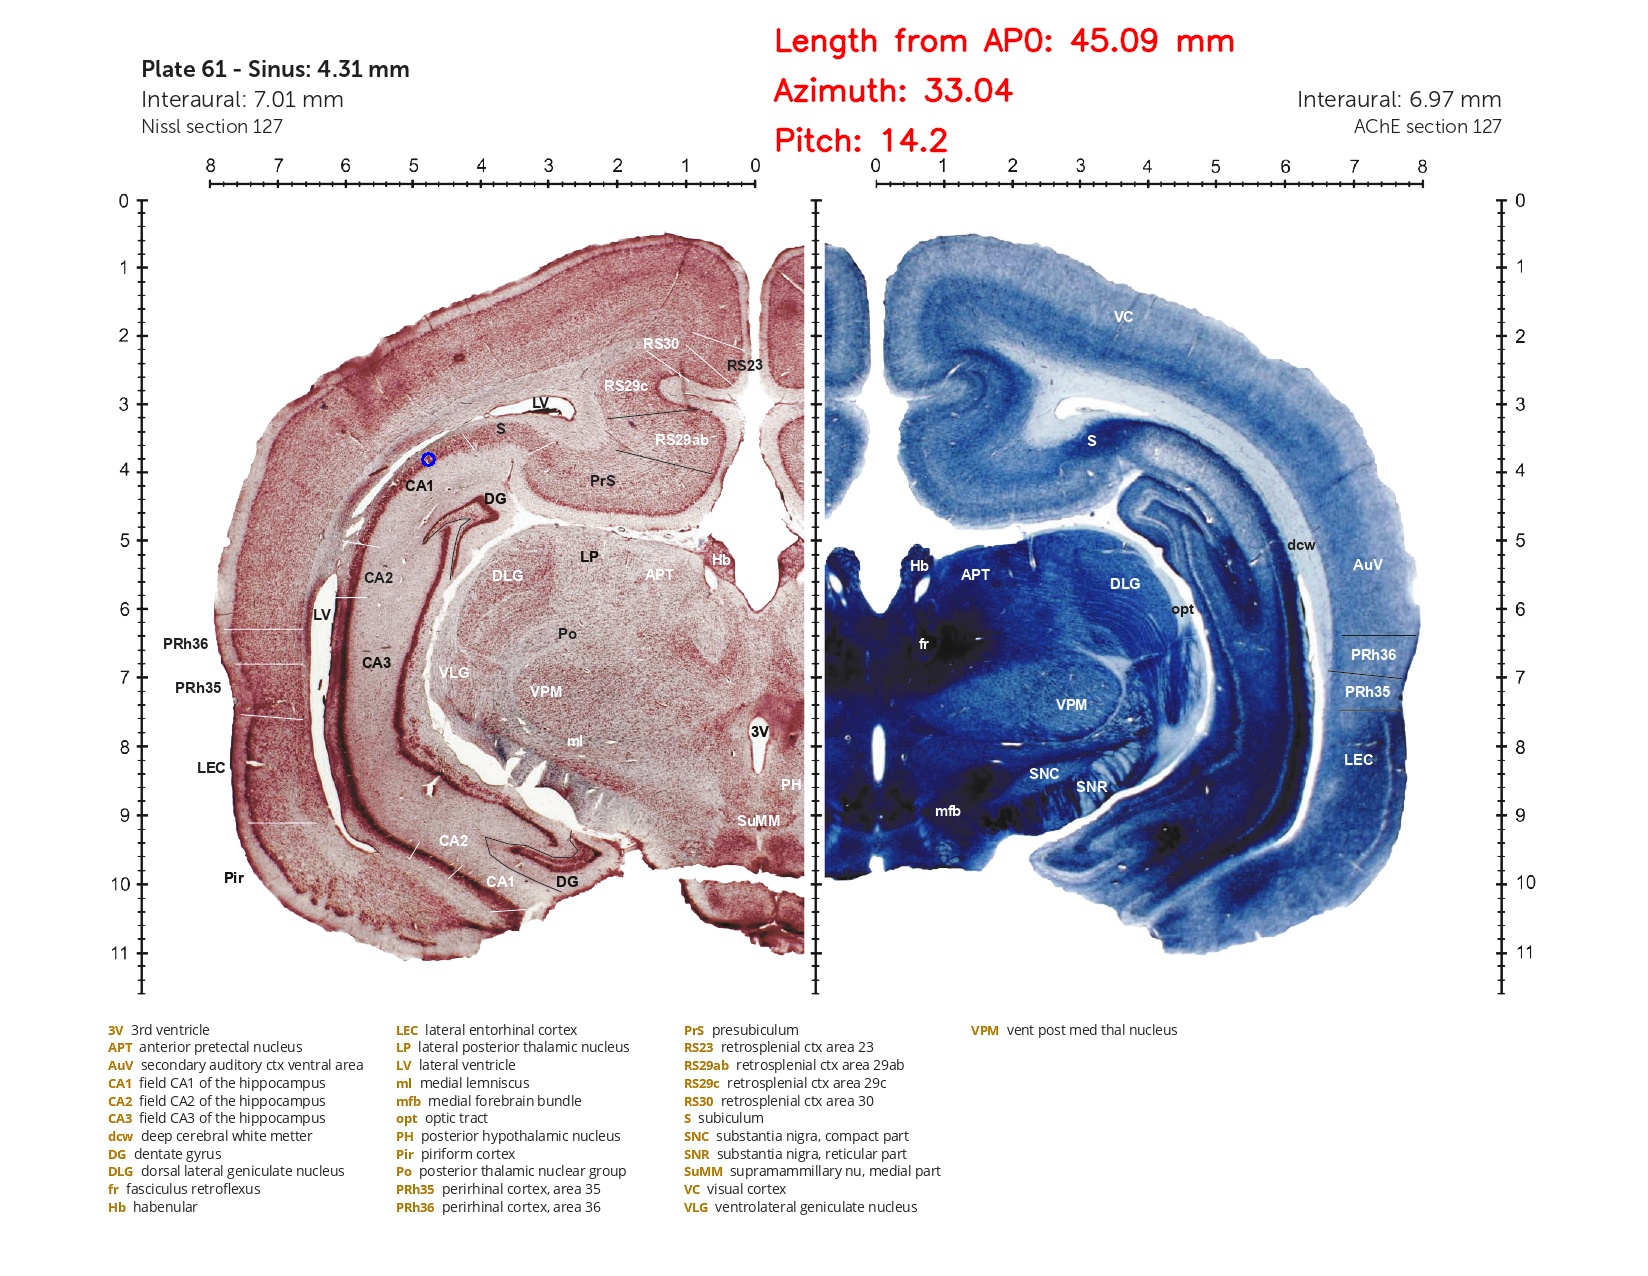 Length from AP0: 45.09 mm
Plate 61 - Sinus: 4.31 mm
Azimuth: 33.04
Interaural: 7.01 mm
Interaural: 6.97 mm
Nissl section 127
AChE section 127
Pitch: 14.2
8 7 6 5 4 3 2 1 0
0 1 2 3 4 5 6 7 8
0
1
2
3
4
5
6
7
8
9
10
11
RS30
RS23
RS29c
LV
S
RS29ab
CA1
PrS
DG
LP
Hb
DLG
APT
CA2
LV
Po
PRh36
CA3
VLG
PRh35
VPM
3V
ml
LEC
PH
SuMM
CA2
Pir
CA1
DG
VC
S
dcw
Hb
APT
AuV
DLG
opt
fr
PRh36
PRh35
VPM
LEC
SNC
SNR
mfb
0
1
2
3
4
5
6
7
8
9
10
11
3V 3rd ventricle
APT anterior pretectal nucleus
AuV secondary auditory ctx ventral area
CA1 field CA1 of the hippocampus
CA2 field CA2 of the hippocampus
CA3 field CA3 of the hippocampus
dcw deep cerebral white metter
DG dentate gyrus
DLG dorsal lateral geniculate nucleus
fr fasciculus retroflexus
Hb habenular
LEC lateral entorhinal cortex
LP lateral posterior thalamic nucleus
LV lateral ventricle
ml medial lemniscus
mfb medial forebrain bundle
opt optic tract
PH posterior hypothalamic nucleus
Pir piriform cortex
Po posterior thalamic nuclear group
PRh35 perirhinal cortex, area 35
PRh36 perirhinal cortex, area 36
PrS presubiculum
RS23 retrosplenial ctx area 23
RS29ab retrosplenial ctx area 29ab
RS29c retrosplenial ctx area 29c
RS30 retrosplenial ctx area 30
S subiculum
SNC substantia nigra, compact part
SNR substantia nigra, reticular part
SuMM supramammillary nu, medial part
VC visual cortex
VLG ventrolateral geniculate nucleus
VPM vent post med thal nucleus